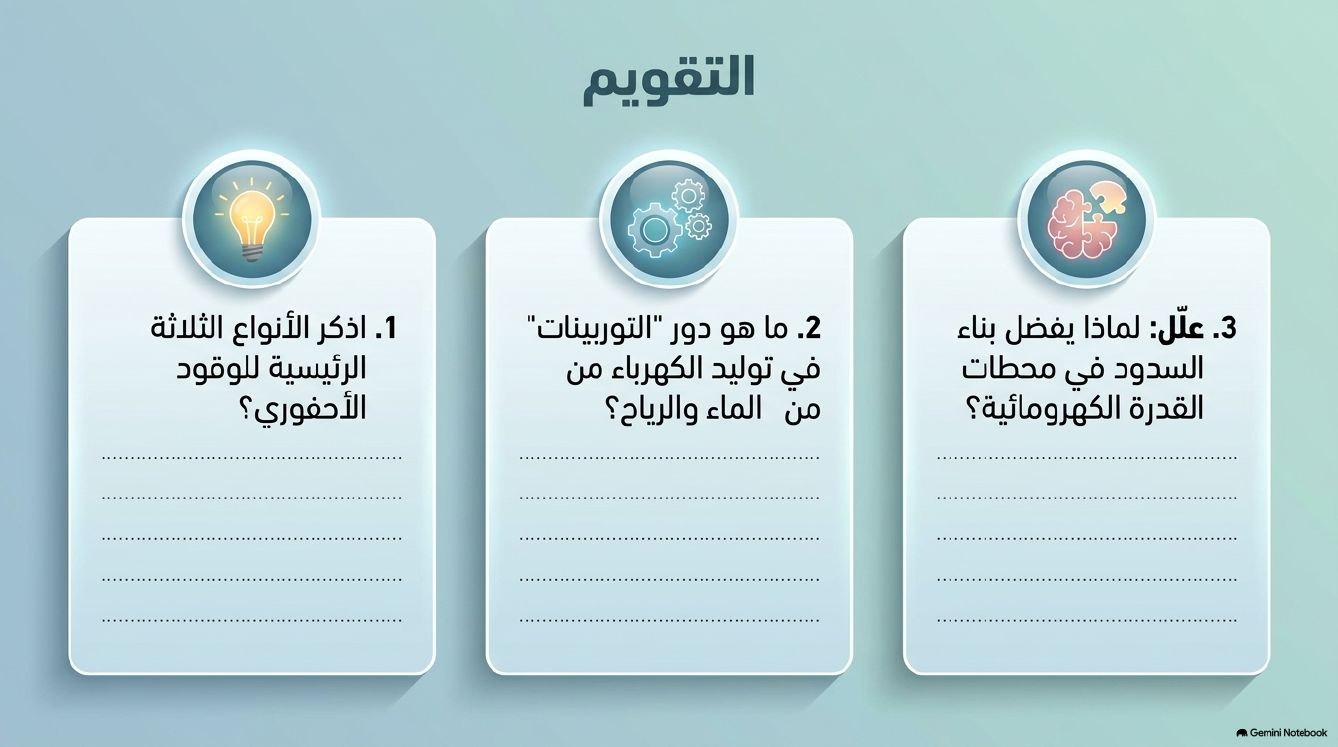 التقويم
1. اذكر الأنواع الثلاثة
الرئيسية للوقود
الأحفوري؟
2. ما هو دور "التوربينات"
في توليد الكهرباء من
من الماء والرياح؟
3. علّل: لماذا يفضل بناء
السدود في محطات
القدرة الكهرومائية؟
Gemini Notebook